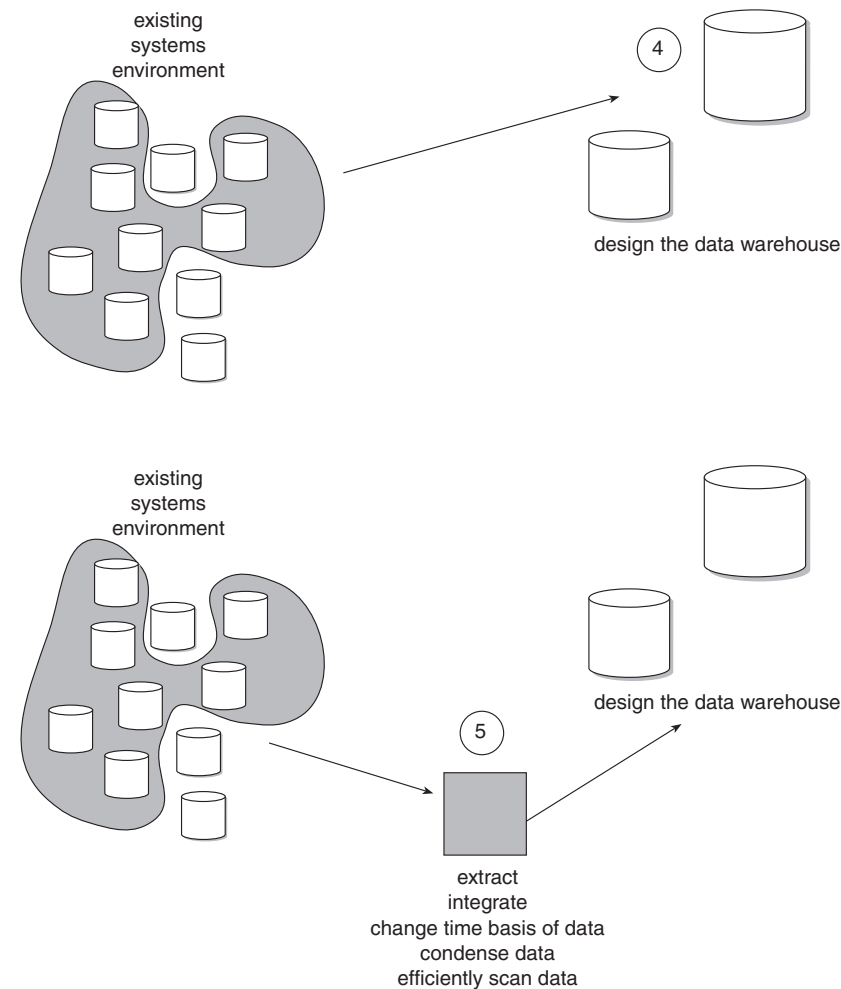 existing
systems
environment
4
design the data warehouse
existing
systems
environment
design the data warehouse
5
extract
integrate
change time basis of data
condense data
efficiently scan data